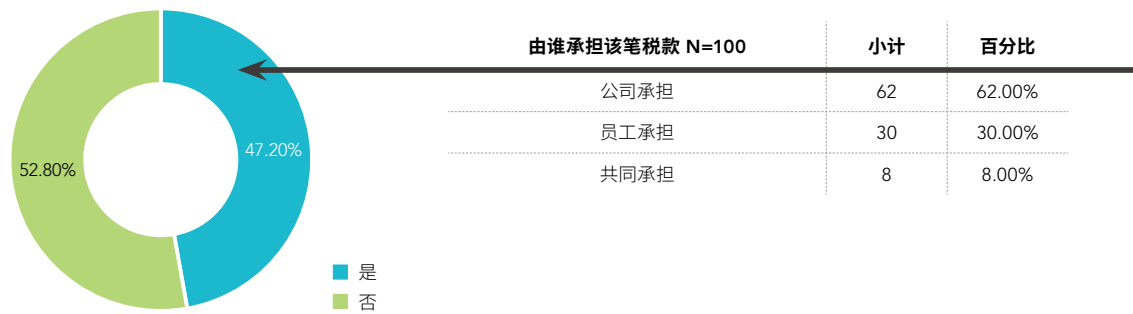 由谁承担该笔税款 N=100 小计 百分比
公司承担 62 62.00%
员工承担 30 30.00%
共同承担 8 8.00%
47.20%
52.80%
是
否